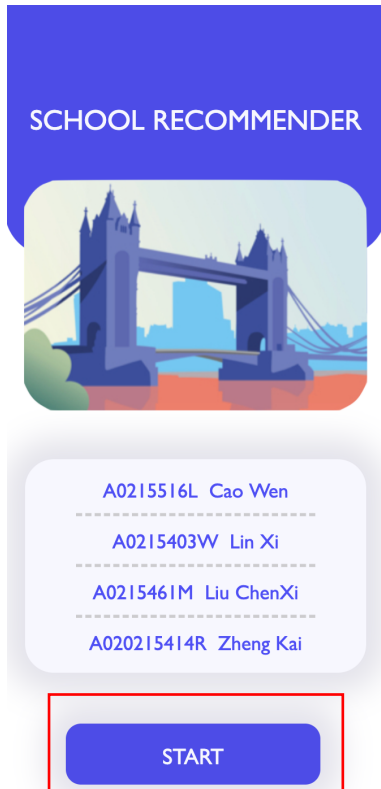 SCHOOL RECOMMENDER
A0215516L Cao Wen
A0215403W Lin Xi
A0215461M Liu ChenXi
A020215414R Zheng Kai
START